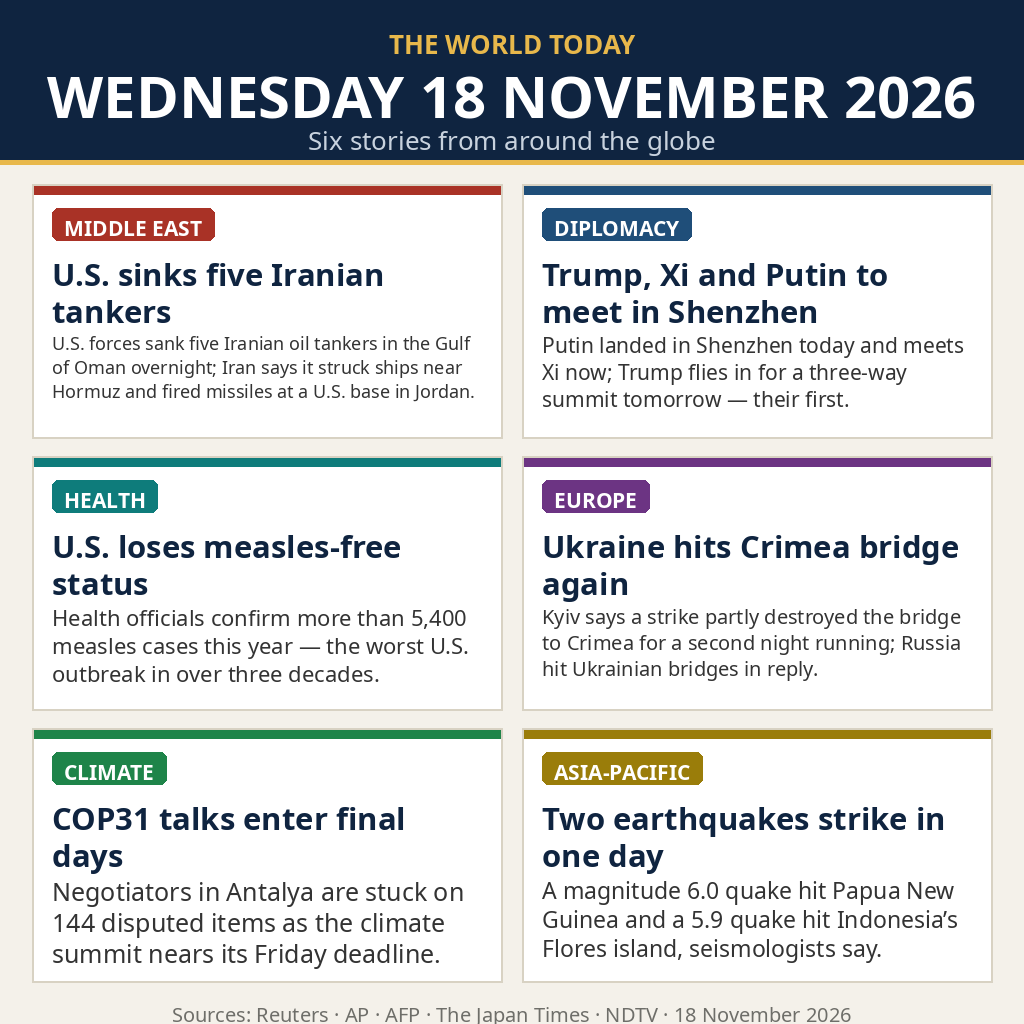 THE WORLD TODAY
WEDNESDAY 18 NOVEMBER 2026
Six stories from around the globe
MIDDLE EAST
U.S. sinks five Iranian
tankers
U.S. forces sank five Iranian oil tankers in the Gulf
of Oman overnight; Iran says it struck ships near
Hormuz and fired missiles at a U.S. base in Jordan.
DIPLOMACY
Trump, Xi and Putin to
meet in Shenzhen
Putin landed in Shenzhen today and meets
Xi now; Trump flies in for a three-way
summit tomorrow — their first.
HEALTH
U.S. loses measles-free
status
Health officials confirm more than 5,400
measles cases this year — the worst U.S.
outbreak in over three decades.
EUROPE
Ukraine hits Crimea bridge
again
Kyiv says a strike partly destroyed the bridge
to Crimea for a second night running; Russia
hit Ukrainian bridges in reply.
CLIMATE
COP31 talks enter final
days
Negotiators in Antalya are stuck on
144 disputed items as the climate
summit nears its Friday deadline.
ASIA-PACIFIC
Two earthquakes strike in
one day
A magnitude 6.0 quake hit Papua New
Guinea and a 5.9 quake hit Indonesia’s
Flores island, seismologists say.
Sources: Reuters · AP · AFP · The Japan Times · NDTV · 18 November 2026